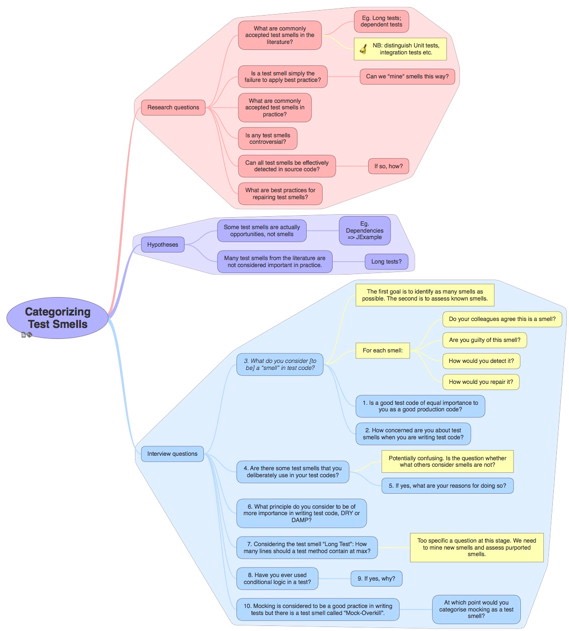 Categorizing
Test Smells
Research questions
What are commonly
accepted test smells in the
literature?
Eg. Long tests;
dependent tests
NB: distinguish Unit tests,
integration tests etc.
Is a test smell simply the
failure to apply best practice?
Can we "mine" smells this way?
What are commonly
accepted test smells in
practice?
Is any test smells
controversial?
Can all test smells be effectively
detected in source code?
If so, how?
What are best practices for
repairing test smells?
Hypotheses
Some test smells are actually
opportunities, not smells
Eg.
Dependencies
=> JExample
Many test smells from the literature are
not considered important in practice.
Long tests?
Interview questions
3. What do you consider [to
be] a "smell" in test code?
The first goal is to identify as many smells as
possible. The second is to assess known smells.
For each smell:
Do your colleagues agree this is a smell?
Are you guilty of this smell?
How would you detect it?
How would you repair it?
1. Is a good test code of equal importance to
you as a good production code?
2. How concerned are you about test
smells when you are writing test code?
4. Are there some test smells that you
deliberately use in your test codes?
Potentially confusing. Is the question whether
what others consider smells are not?
5. If yes, what are your reasons for doing so?
6. What principle do you consider to be of
more importance in writing test code, DRY or
DAMP?
7. Considering the test smell "Long Test": How
many lines should a test method contain at max?
Too specific a question at this stage. We need
to mine new smells and assess purported
smells.
8. Have you ever used
conditional logic in a test?
9. If yes, why?
10. Mocking is considered to be a good practice in writing
tests but there is a test smell called "Mock-Overkill".
At which point would you
categorise mocking as a test
smell?